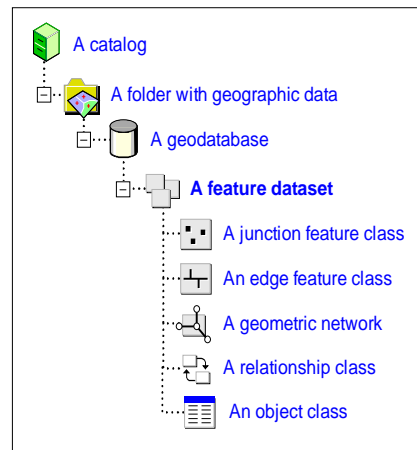 A catalog
A folder with geographic data
A geodatabase
A feature dataset
A junction feature class
An edge feature class
A geometric network
A relationship class
An object class